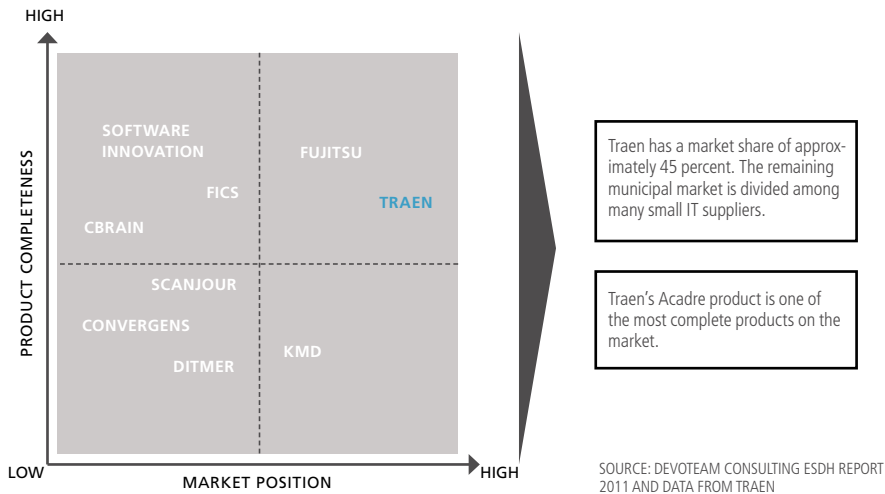 HIGH
PRODUCT COMPLETENESS
SOFTWARE
INNOVATION
FUJITSU
FICS
TRAEN
CBRAIN
SCANJOUR
CONVERGENS
KMD
DITMER
LOW
MARKET POSITION
HIGH
Traen has a market share of approx-
imately 45 percent. The remaining
municipal market is divided among
many small IT suppliers.
Traen's Acadre product is one of
the most complete products on the
market.
SOURCE: DEVOTEAM CONSULTING ESDH REPORT
2011 AND DATA FROM TRAEN